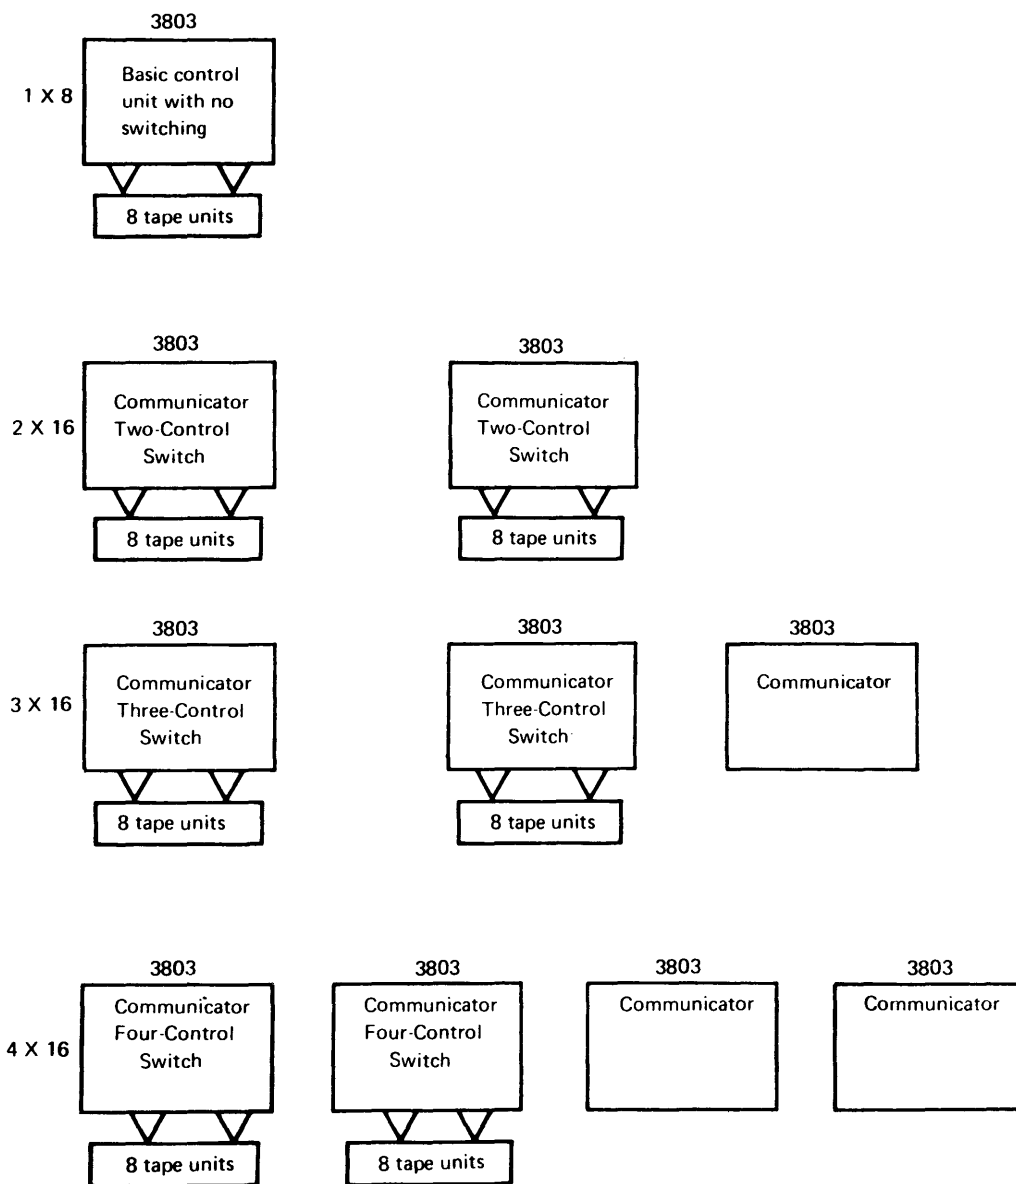 3803
1 X 8
Basic control
unit with no
switching
8 tape units
3803
3803
2 X 16
Communicator
Two-Control
Switch
8 tape units
Communicator
Two-Control
Switch
8 tape units
3803
3803
3803
3 X 16
Communicator
Three-Control
Switch
8 tape units
Communicator
Three-Control
Switch
8 tape units
Communicator
3803
3803
3803
3803
4 X 16
Communicator
Four-Control
Switch
8 tape units
Communicator
Four-Control
Switch
8 tape units
Communicator
Communicator